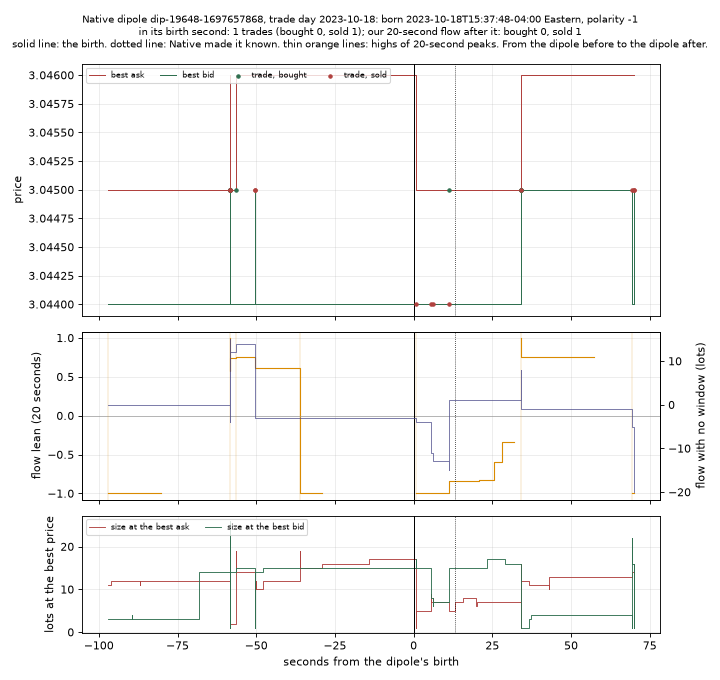 Native dipole dip-19648-1697657868, trade day 2023-10-18: born 2023-10-18T15:37:48-04:00 Eastern, polarity -1
in its birth second: 1 trades (bought 0, sold 1); our 20-second flow after it: bought 0, sold 1
solid line: the birth. dotted line: Native made it known. thin orange lines: highs of 20-second peaks. From the dipole before to the dipole after.
best ask
best bid
trade, bought
trade, sold
3.04600
3.04575
3.04550
3.04525
3.04500
3.04475
3.04450
3.04425
3.04400
price
1.0
0.5
0.0
−0.5
−1.0
flow lean (20 seconds)
10
0
−10
−20
flow with no window (lots)
size at the best ask
size at the best bid
20
10
0
lots at the best price
−100
−75
−50
−25
0
25
50
75
seconds from the dipole's birth